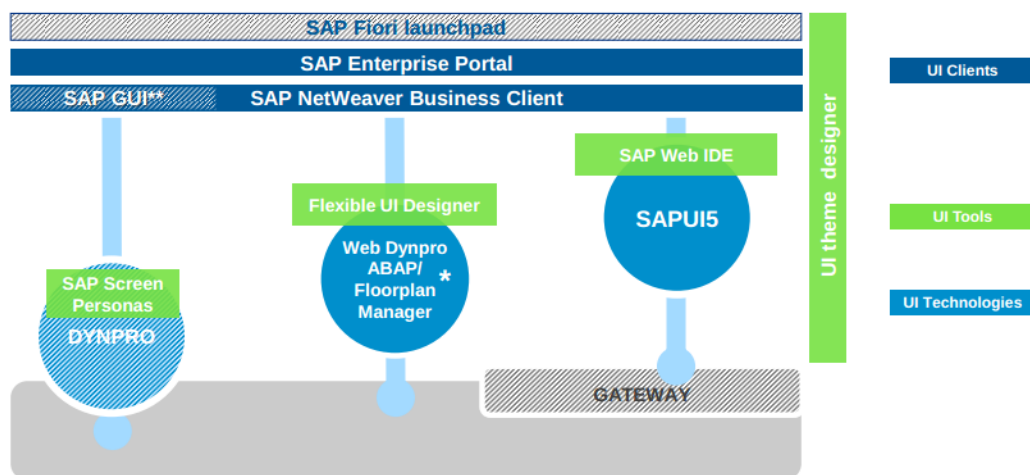 SAP Fiori launchpad
SAP Enterprise Portal
SAP GUI** SAP NetWeaver Business Client
UI theme designer
UI Clients
SAP Web IDE
SAPUI5
Flexible UI Designer
Web Dynpro
ABAP/
Floorplan *
Manager
SAP Screen
Personas
DYNPRO
GATEWAY
UI Tools
UI Technologies